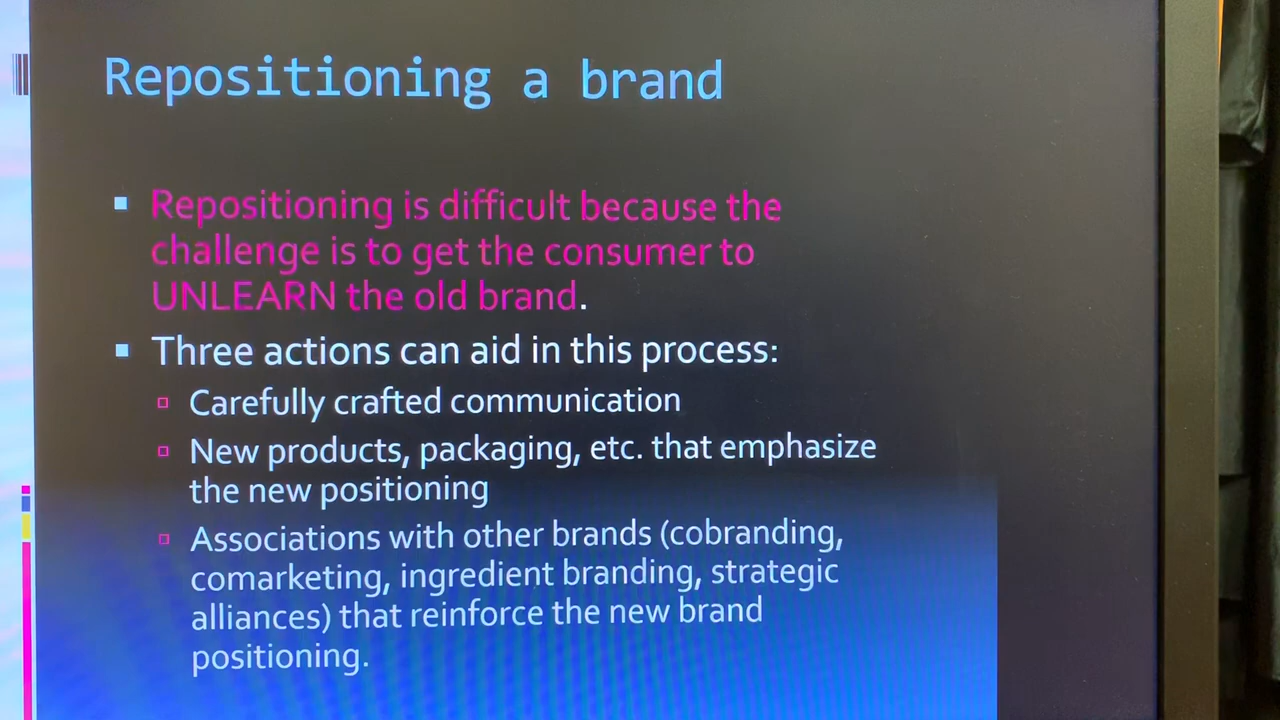 Repositioning a brand
Repositioning is difficult because the
challenge is to get the consumer to
UNLEARN the old brand.
Three actions can aid in this process:
Carefully crafted communication
New products, packaging, etc. that emphasize
the new positioning
Associations with other brands (cobranding,
comarketing, ingredient branding, strategic
alliances) that reinforce the new brand
positioning.